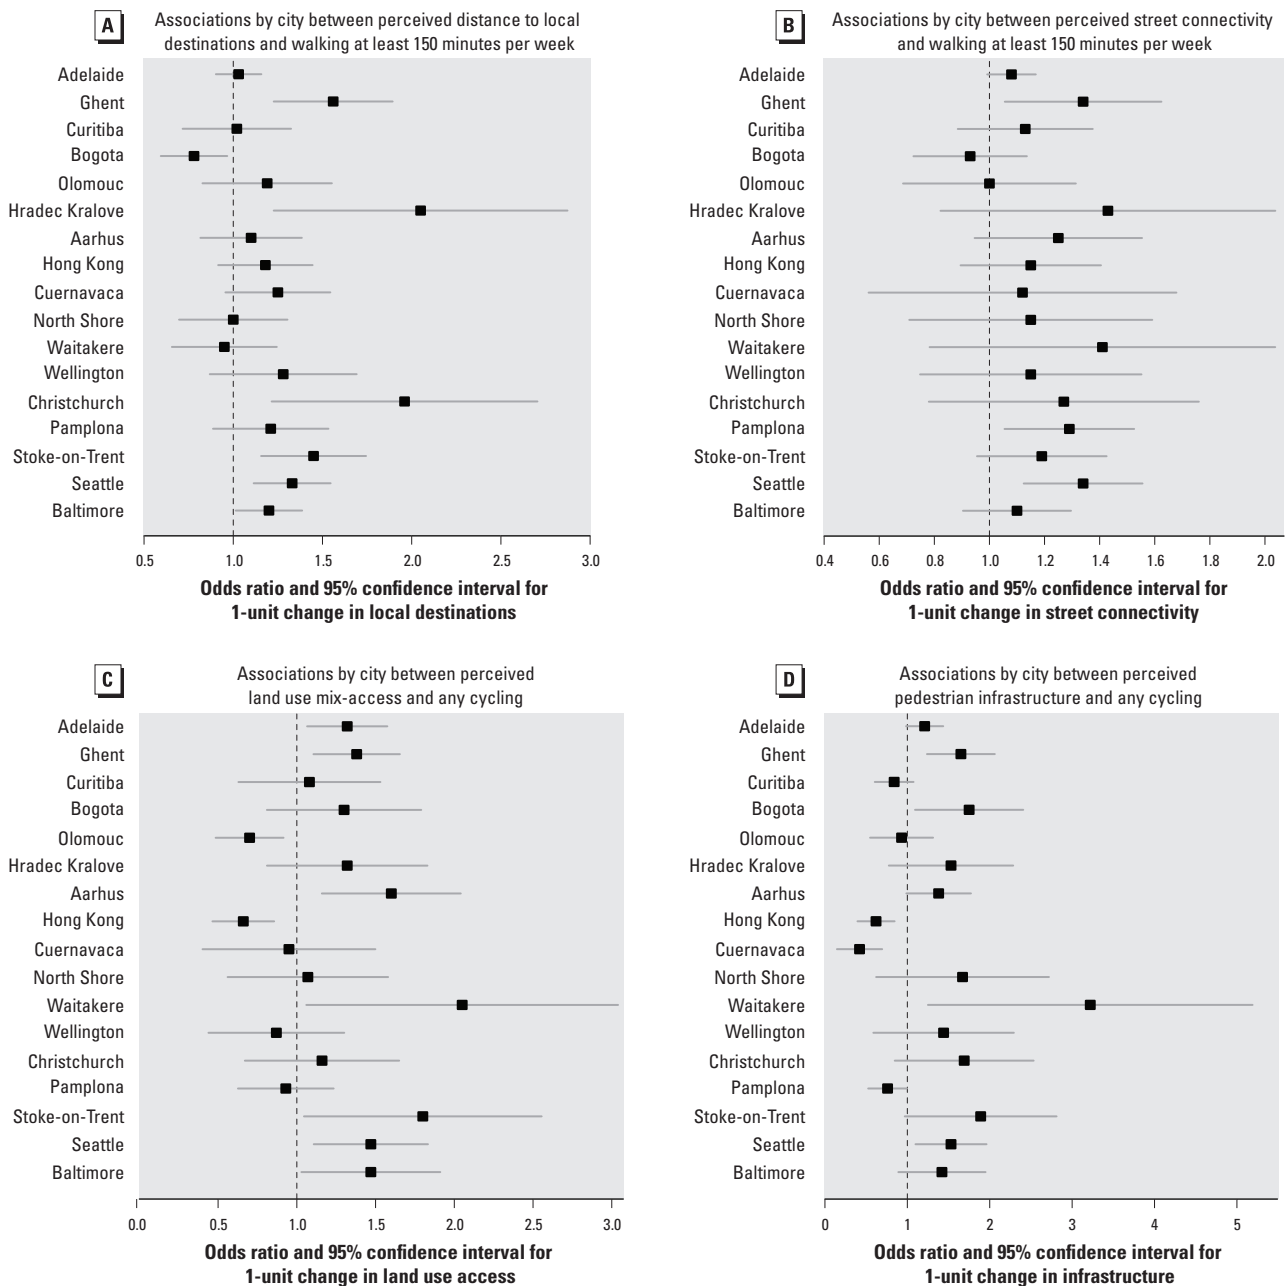 A
Associations by city between perceived distance to local
destinations and walking at least 150 minutes per week
Adelaide
Ghent
Curitiba
Bogota
Olomouc
Hradec Kralove
Aarhus
Hong Kong
Cuernavaca
North Shore
Waitakere
Wellington
Christchurch
Pamplona
Stoke-on-Trent
Seattle
Baltimore
0.5 1.0 1.5 2.0 2.5 3.0
Odds ratio and 95% confidence interval for
1-unit change in local destinations
B
Associations by city between perceived street connectivity
and walking at least 150 minutes per week
Adelaide
Ghent
Curitiba
Bogota
Olomouc
Hradec Kralove
Aarhus
Hong Kong
Cuernavaca
North Shore
Waitakere
Wellington
Christchurch
Pamplona
Stoke-on-Trent
Seattle
Baltimore
0.4 0.6 0.8 1.0 1.2 1.4 1.6 1.8 2.0
Odds ratio and 95% confidence interval for
1-unit change in street connectivity
C
Associations by city between perceived
land use mix-access and any cycling
Adelaide
Ghent
Curitiba
Bogota
Olomouc
Hradec Kralove
Aarhus
Hong Kong
Cuernavaca
North Shore
Waitakere
Wellington
Christchurch
Pamplona
Stoke-on-Trent
Seattle
Baltimore
0.0 0.5 1.0 1.5 2.0 2.5 3.0
Odds ratio and 95% confidence interval for
1-unit change in land use access
D
Associations by city between perceived
pedestrian infrastructure and any cycling
Adelaide
Ghent
Curitiba
Bogota
Olomouc
Hradec Kralove
Aarhus
Hong Kong
Cuernavaca
North Shore
Waitakere
Wellington
Christchurch
Pamplona
Stoke-on-Trent
Seattle
Baltimore
0 1 2 3 4 5
Odds ratio and 95% confidence interval for
1-unit change in infrastructure